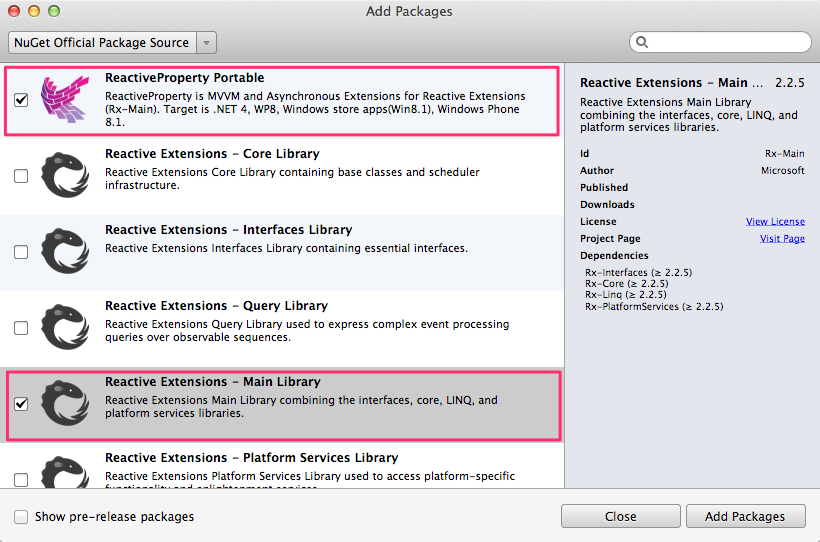 Add Packages
NuGet Official Package Source
ReactiveProperty Portable
ReactiveProperty is MVVM and Asynchronous Extensions for Reactive Extensions
(Rx-Main). Target is .NET 4, WP8, Windows store apps(Win8.1), Windows Phone
8.1.
Reactive Extensions - Core Library
Reactive Extensions Core Library containing base classes and scheduler
infrastructure.
Reactive Extensions - Interfaces Library
Reactive Extensions Interfaces Library containing essential interfaces.
Reactive Extensions - Query Library
Reactive Extensions Query Library used to express complex event processing
queries over observable sequences.
Reactive Extensions - Main Library
Reactive Extensions Main Library combining the interfaces, core, LINQ, and
platform services libraries.
Reactive Extensions - Platform Services Library
Reactive Extensions Platform Services Library used to access platform-specific
functionality and enlightenment services.
Reactive Extensions - Main ... 2.2.5
Reactive Extensions Main Library
combining the interfaces, core, LINQ, and
platform services libraries.
Id Rx-Main
Author Microsoft
Published
Downloads
License View License
Project Page Visit Page
Dependencies
Rx-Interfaces (≥ 2.2.5)
Rx-Core (≥ 2.2.5)
Rx-Linq (≥ 2.2.5)
Rx-PlatformServices (≥ 2.2.5)
Show pre-release packages
Close
Add Packages